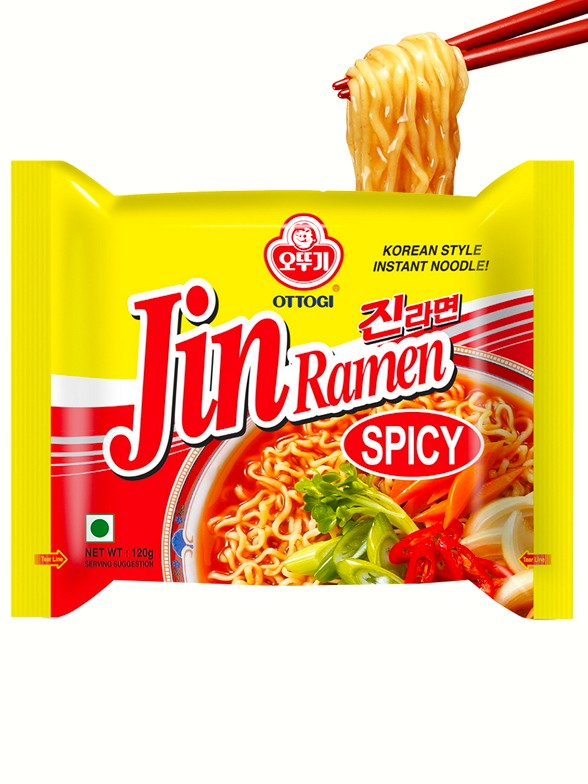 오뚜기
OTTOGI
®
KOREAN STYLE
INSTANT NOODLE!
진라면
Jin Ramen
SPICY
NET WT : 120g
SERVING SUGGESTION
Tear Line
Tear Line